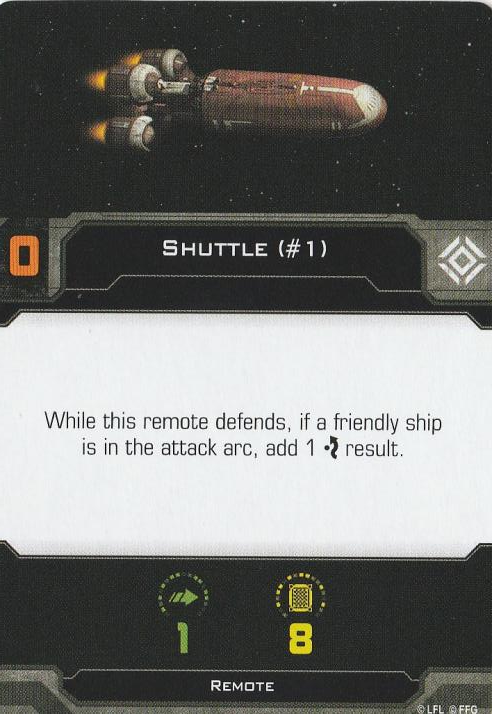 SHUTTLE (#1)
0
While this remote defends, if a friendly ship
is in the attack arc, add 1 result.
1 8
REMOTE
© LFL © FFG